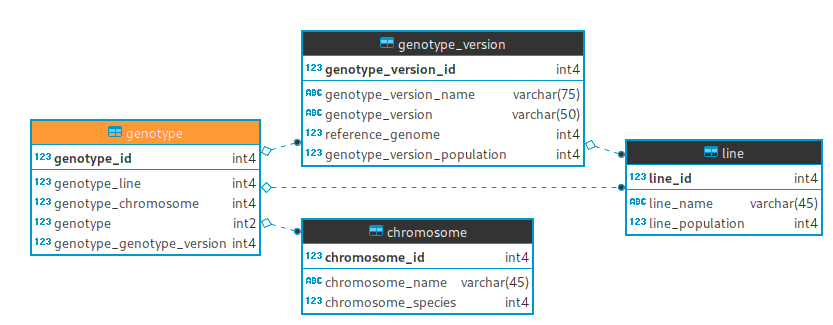 genotype_version
123 genotype_version_id int4
ABC genotype_version_name varchar(75)
ABC genotype_version varchar(50)
123 reference_genome int4
123 genotype_version_population int4
genotype
123 genotype_id int4
123 genotype_line int4
123 genotype_chromosome int4
123 genotype int2
123 genotype_genotype_version int4
line
123 line_id int4
ABC line_name varchar(45)
123 line_population int4
chromosome
123 chromosome_id int4
ABC chromosome_name varchar(45)
123 chromosome_species int4